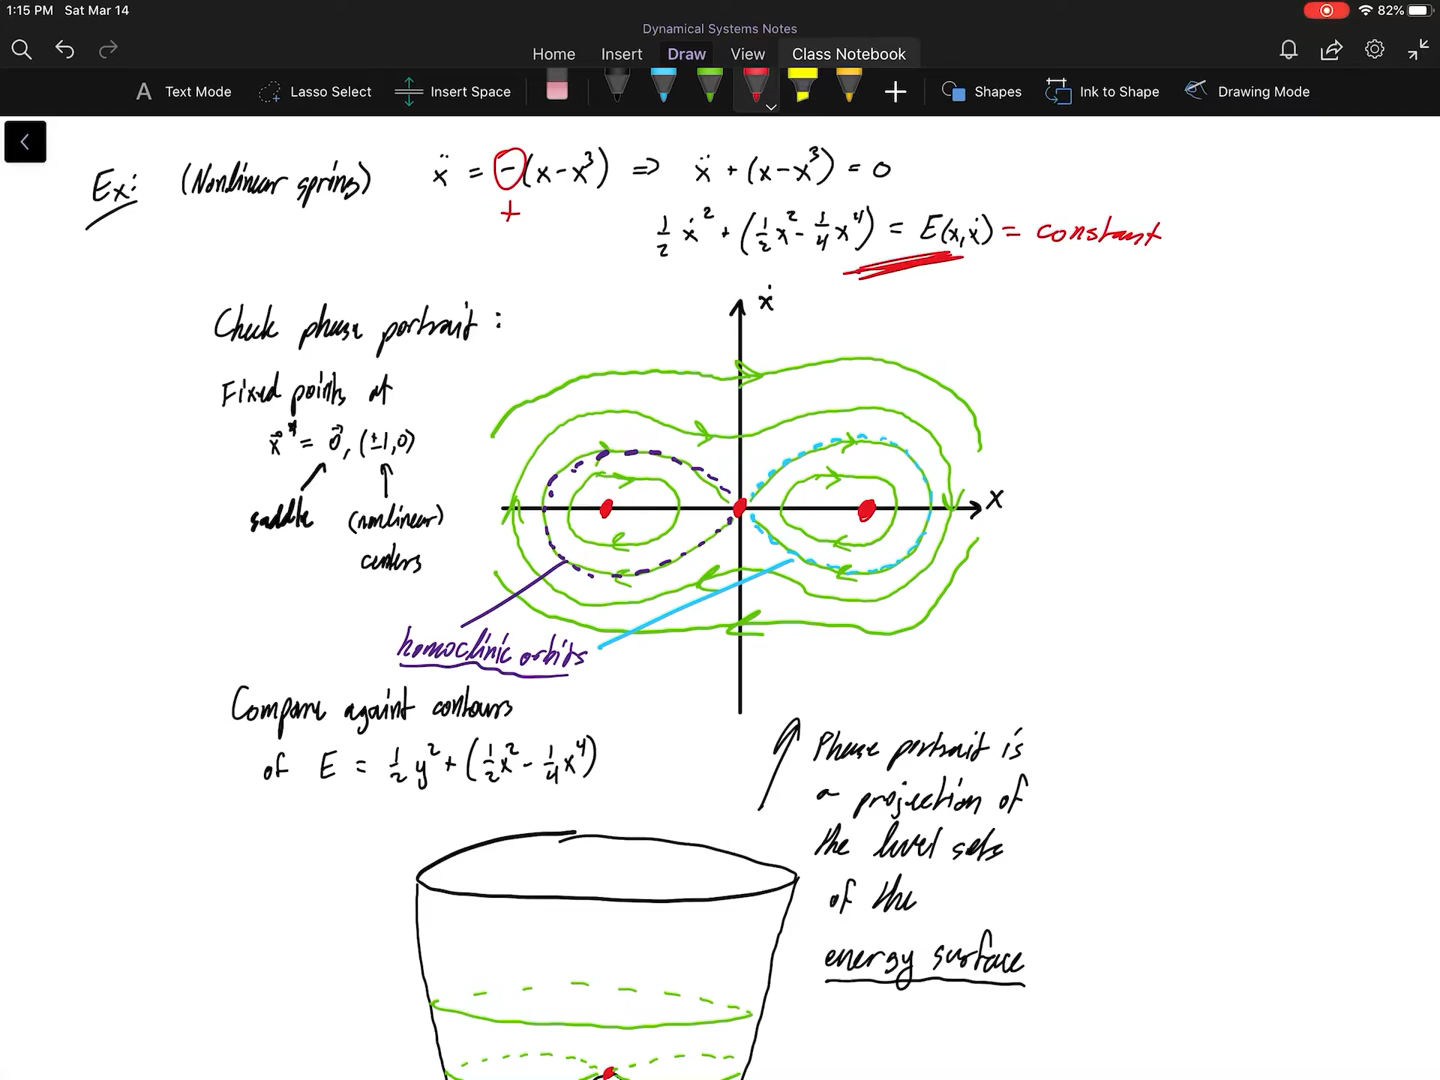 1:15 PM Sat Mar 14
82%
Dynamical Systems Notes
Home Insert Draw View Class Notebook
Text Mode Lasso Select Insert Space Shapes Ink to Shape Drawing Mode
Ex: (Nonlinear spring) ẍ = -(x-x³) => ẍ + (x-x³) = 0
+
½ ẋ² + (½x² - ¼x⁴) = E(x,ẋ) = constant
ẋ
Check phase portrait:
Fixed points at
x⃗* = 0⃗, (±1,0)
x
saddle (nonlinear)
centers
homoclinic orbits
Compare againt contours
of E = ½y² + (½x² - ¼x⁴)
Phase portrait is
a projection of
the level sets
of the
energy surface